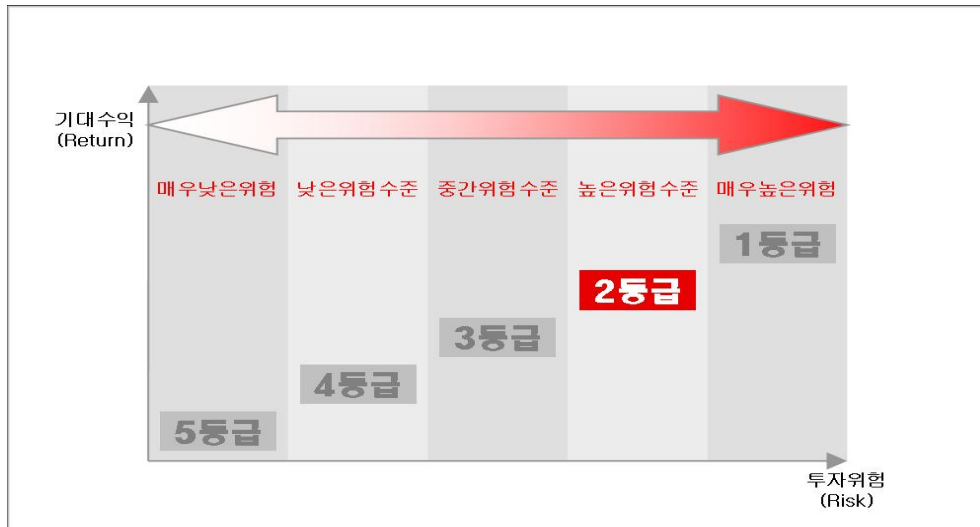 기대수익
(Return)
매우낮은위험 낮은위험수준 중간위험수준 높은위험수준 매우높은위험
1등급
2등급
3등급
4등급
5등급
투자위험
(Risk)